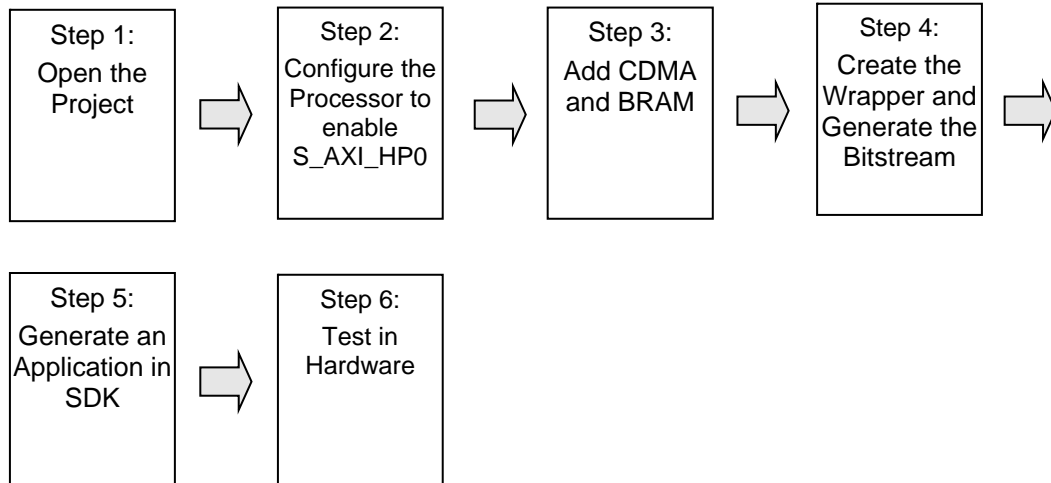 Step 1:
Open the
Project
Step 2:
Configure the
Processor to
enable
S_AXI_HP0
Step 3:
Add CDMA
and BRAM
Step 4:
Create the
Wrapper and
Generate the
Bitstream
Step 5:
Generate an
Application in
SDK
Step 6:
Test in
Hardware